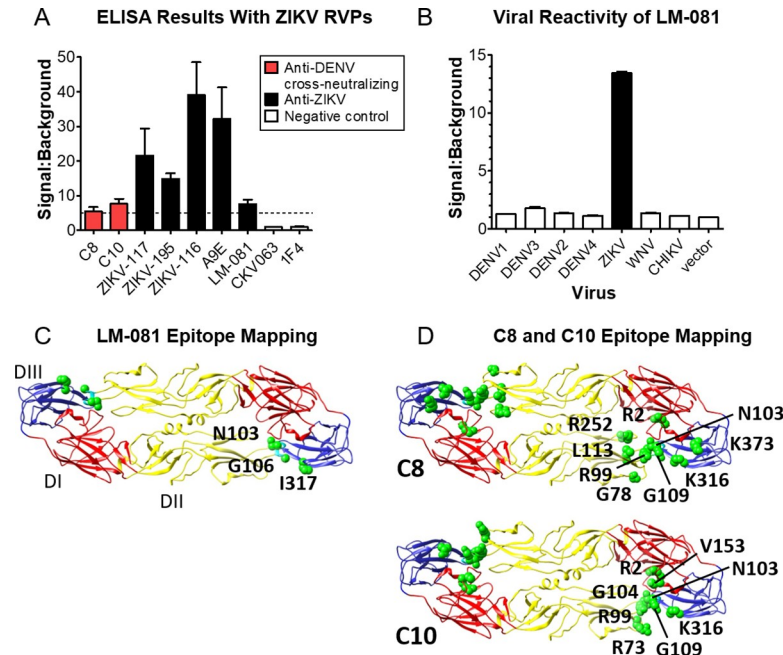 A
ELISA Results With ZIKV RVPs
Signal:Background
50
40
30
20
10
0
Anti-DENV
cross-neutralizing
Anti-ZIKV
Negative control
C8
C10
ZIKV-117
ZIKV-195
ZIKV-116
A9E
LM-081
CKV063
1F4
B
Viral Reactivity of LM-081
Signal:Background
15
10
5
0
DENV1
DENV3
DENV2
DENV4
ZIKV
WNV
CHIKV
vector
Virus
C
LM-081 Epitope Mapping
DIII
N103
G106
I317
DI
DII
D
C8 and C10 Epitope Mapping
R252
R2
N103
L113
K373
C8
R99
K316
G78
G109
V153
R2
N103
G104
R99
K316
C10
R73
G109